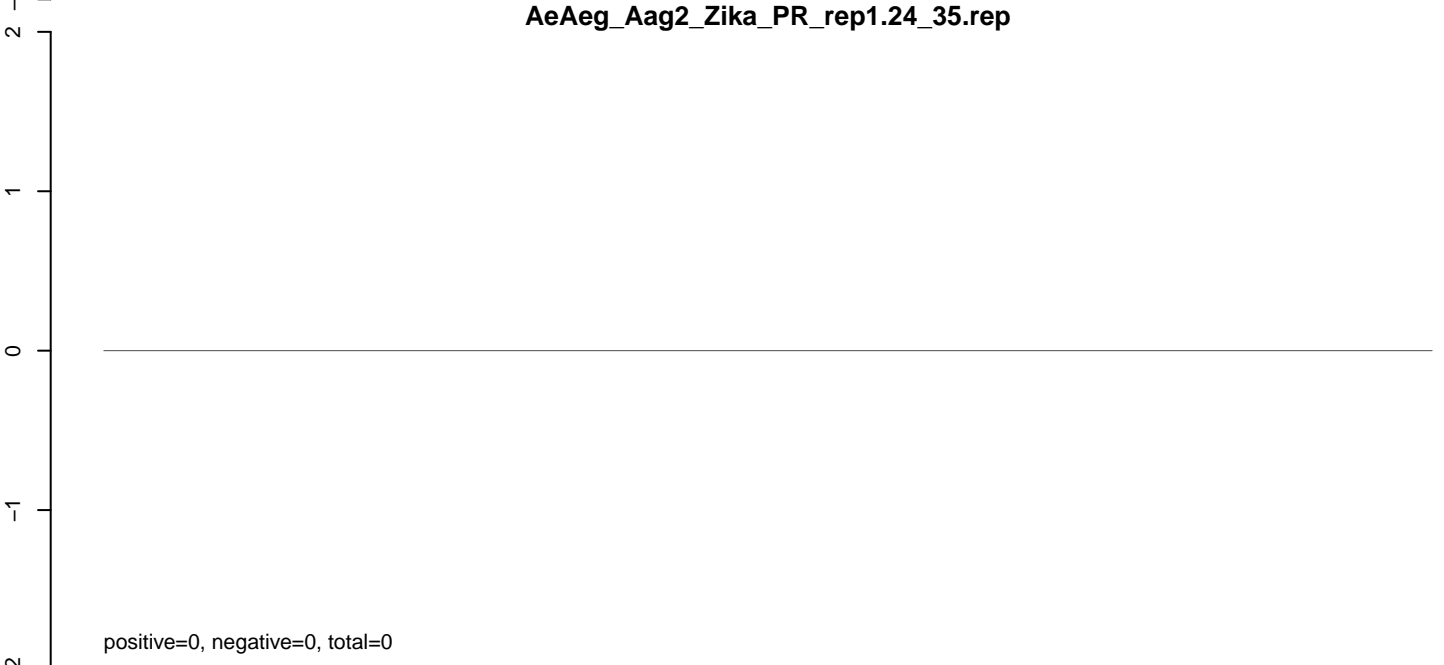 AeAeg_Aag2_Zika_PR_rep1.24_35.rep
2
1
0
−1
positive=0, negative=0, total=0
2